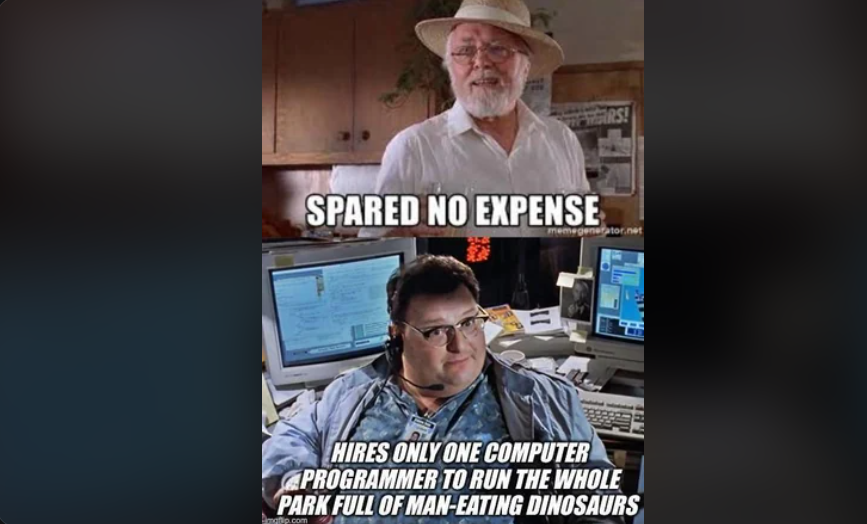 SPARED NO EXPENSE
memegenerator.net
HIRES ONLY ONE COMPUTER
PROGRAMMER TO RUN THE WHOLE
PARK FULL OF MAN-EATING DINOSAURS
imgflip.com